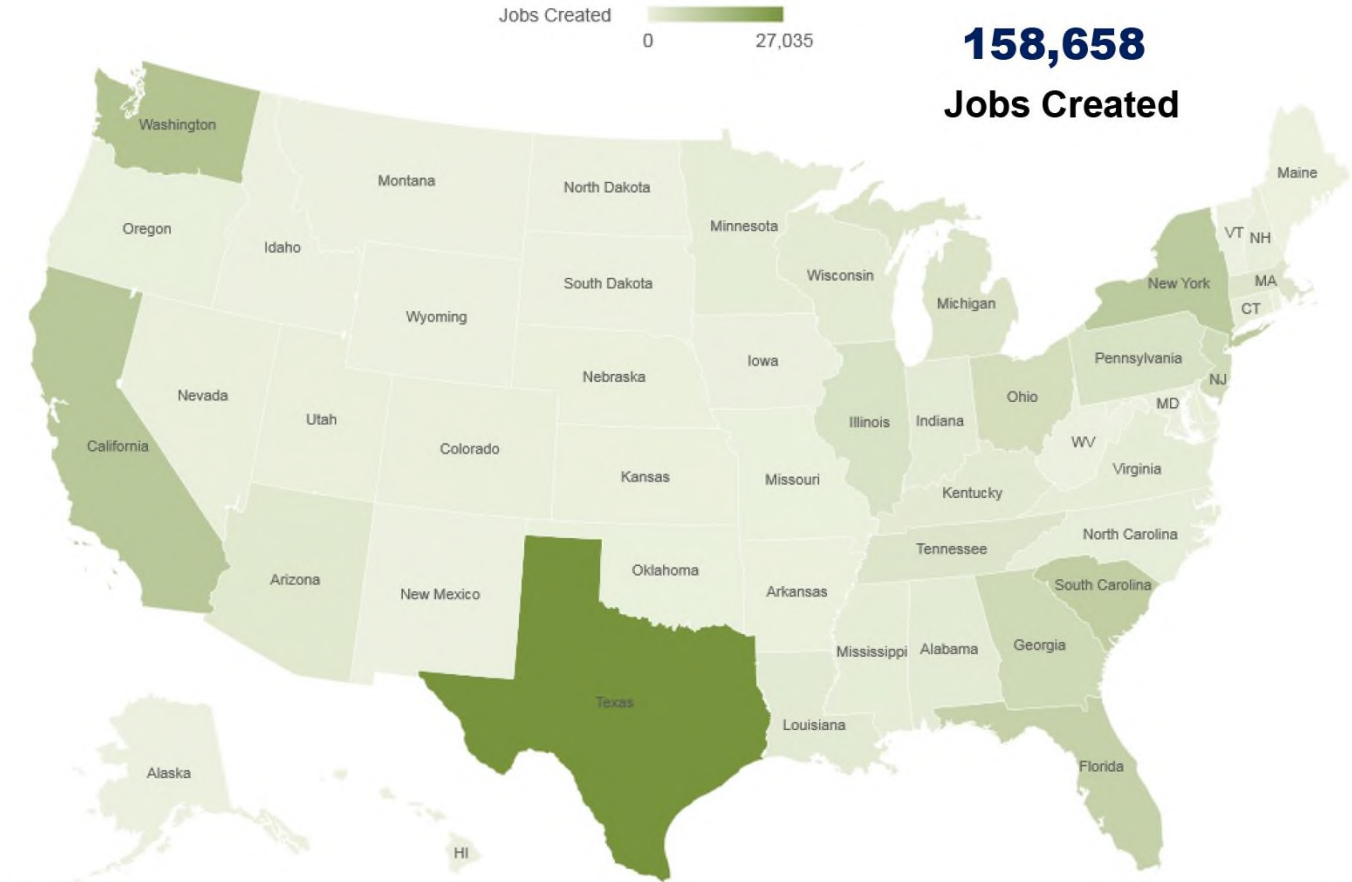 Jobs Created
0
27,035
158,658
Jobs Created
Washington
Montana
North Dakota
Minnesota
Maine
Oregon
Idaho
South Dakota
Wisconsin
Michigan
VT
NH
New York
MA
CT
Wyoming
Iowa
Nebraska
Pennsylvania
NJ
Nevada
Utah
Colorado
Illinois
Indiana
Ohio
MD
WV
Virginia
California
Kansas
Missouri
Kentucky
North Carolina
Tennessee
South Carolina
Arizona
New Mexico
Oklahoma
Arkansas
Mississippi
Alabama
Georgia
Texas
Louisiana
Florida
Alaska
HI